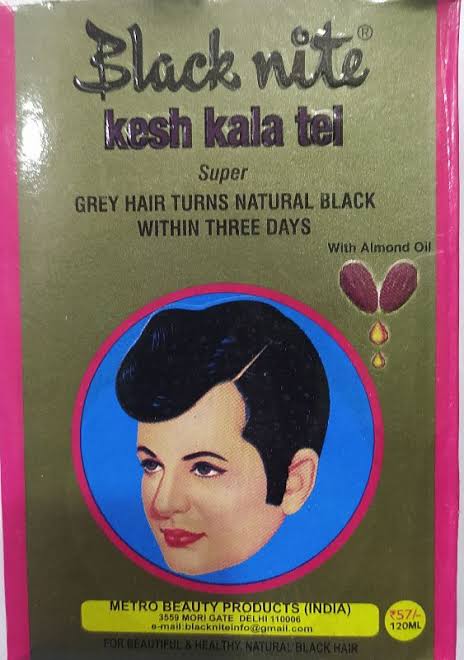 Black nite®
kesh kala tel
Super
GREY HAIR TURNS NATURAL BLACK
WITHIN THREE DAYS
With Almond Oil
METRO BEAUTY PRODUCTS (INDIA)
3559 MORI GATE DELHI 110006
e-mail:blackniteinfo@gmail.com
₹57/-
120ML
FOR BEAUTIFUL & HEALTHY, NATURAL BLACK HAIR